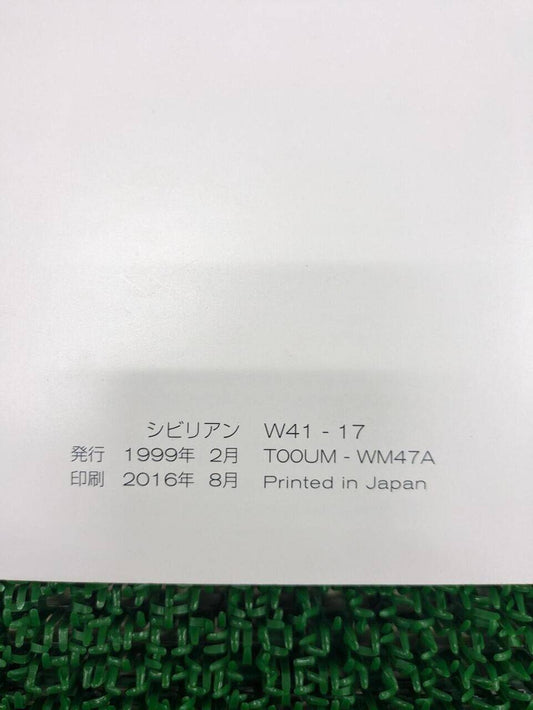 シビリアン W41 - 17
発行 1999年 2月 T00UM - WM47A
印刷 2016年 8月 Printed in Japan